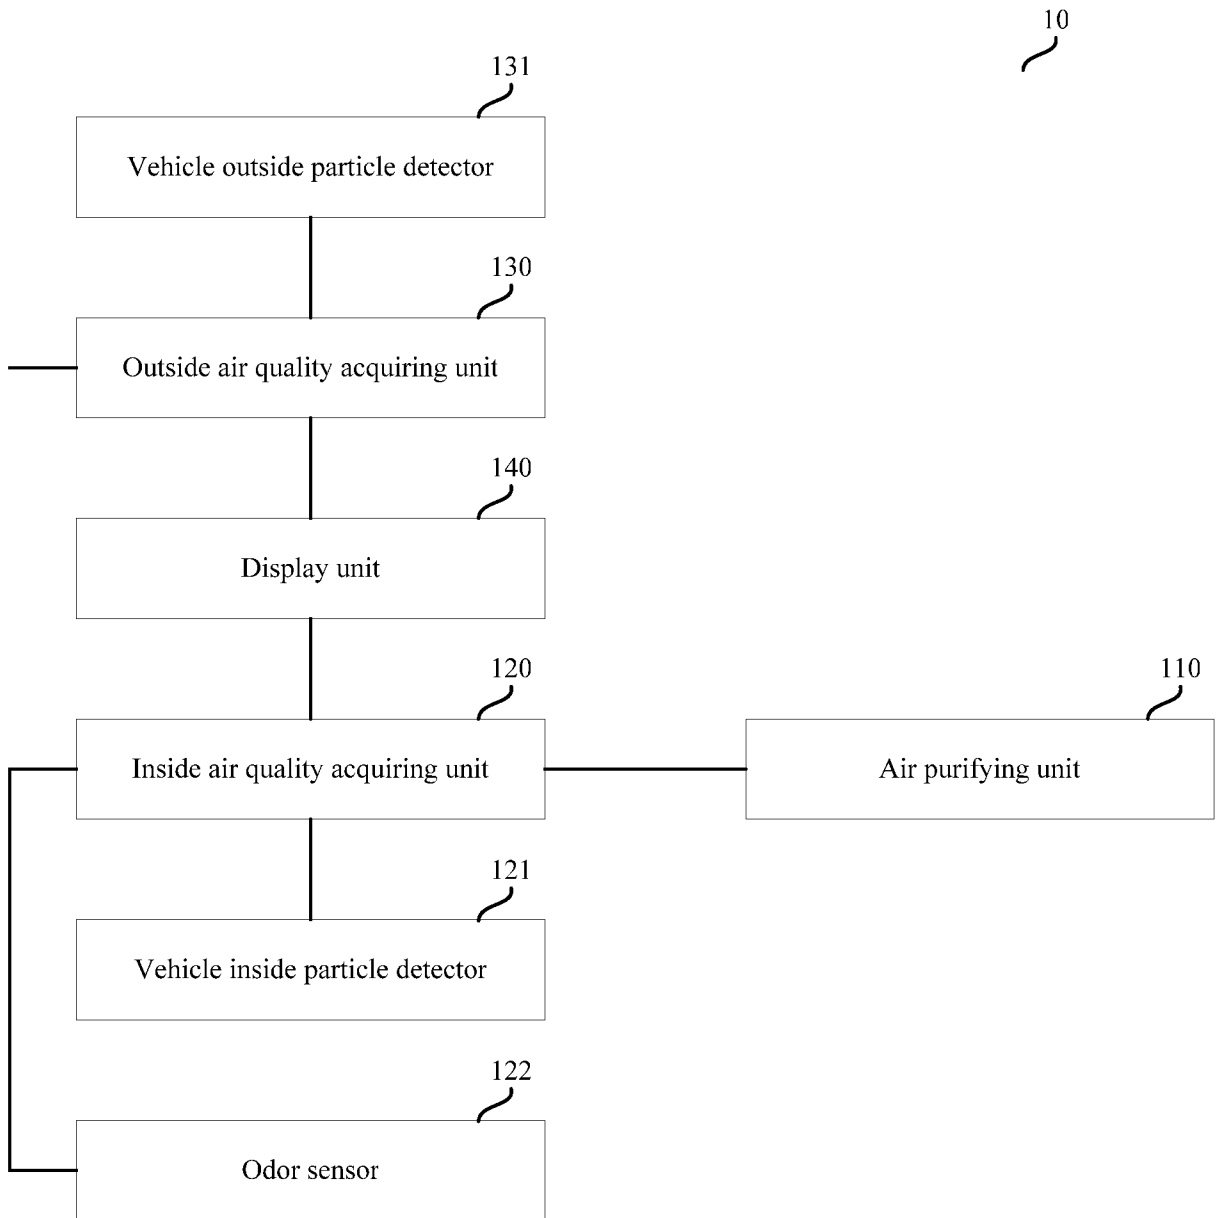 10
131
Vehicle outside particle detector
130
Outside air quality acquiring unit
140
Display unit
120
Inside air quality acquiring unit
110
Air purifying unit
121
Vehicle inside particle detector
122
Odor sensor